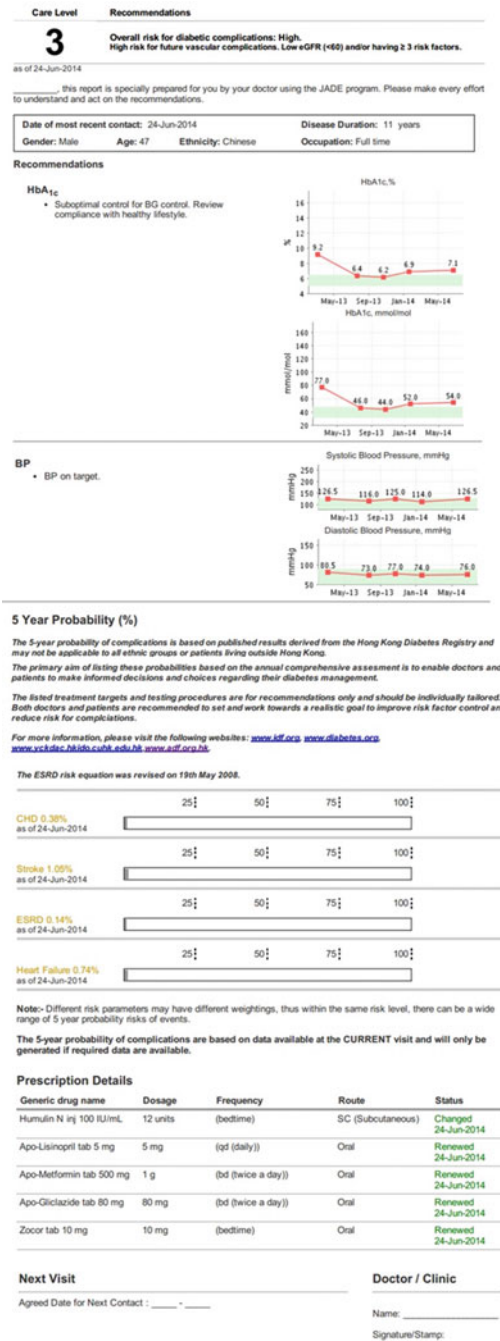 Care Level Recommendations
3
Overall risk for diabetic complications: High.
High risk for future vascular complications. Low eGFR (<60) and/or having ≥ 3 risk factors.
as of 24-Jun-2014
________, this report is specially prepared for you by your doctor using the JADE program. Please make every effort
to understand and act on the recommendations.
Date of most recent contact: 24-Jun-2014 Disease Duration: 11 years
Gender: Male Age: 47 Ethnicity: Chinese Occupation: Full time
Recommendations
HbA1c
• Suboptimal control for BG control. Review
compliance with healthy lifestyle.
HbA1c,%
%
16
14
12
10
8
6
4
9.2 6.4 6.2 6.9 7.1
May-13 Sep-13 Jan-14 May-14
HbA1c, mmol/mol
mmol/mol
160
140
120
100
80
60
40
20
77.0 46.0 44.0 52.0 54.0
May-13 Sep-13 Jan-14 May-14
BP
• BP on target.
Systolic Blood Pressure, mmHg
mmHg
250
200
150
100
126.5 116.0 125.0 114.0 126.5
May-13 Sep-13 Jan-14 May-14
Diastolic Blood Pressure, mmHg
mmHg
150
100
50
80.5 73.0 77.0 74.0 76.0
May-13 Sep-13 Jan-14 May-14
5 Year Probability (%)
The 5-year probability of complications is based on published results derived from the Hong Kong Diabetes Registry and
may not be applicable to all ethnic groups or patients living outside Hong Kong.
The primary aim of listing these probabilities based on the annual comprehensive assesment is to enable doctors and
patients to make informed decisions and choices regarding their diabetes management.
The listed treatment targets and testing procedures are for recommendations only and should be individually tailored.
Both doctors and patients are recommended to set and work towards a realistic goal to improve risk factor control an
reduce risk for complciations.
For more information, please visit the following websites: www.idf.org, www.diabetes.org,
www.yckdac.hkido.cuhk.edu.hk,www.adf.org.hk.
The ESRD risk equation was revised on 19th May 2008.
25 50 75 100
CHD 0.38%
as of 24-Jun-2014
25 50 75 100
Stroke 1.05%
as of 24-Jun-2014
25 50 75 100
ESRD 0.14%
as of 24-Jun-2014
25 50 75 100
Heart Failure 0.74%
as of 24-Jun-2014
Note:- Different risk parameters may have different weightings, thus within the same risk level, there can be a wide
range of 5 year probability risks of events.
The 5-year probability of complications are based on data available at the CURRENT visit and will only be
generated if required data are available.
Prescription Details
Generic drug name Dosage Frequency Route Status
Humulin N inj 100 IU/mL 12 units (bedtime) SC (Subcutaneous) Changed
24-Jun-2014
Apo-Lisinopril tab 5 mg 5 mg (qd (daily)) Oral Renewed
24-Jun-2014
Apo-Metformin tab 500 mg 1 g (bd (twice a day)) Oral Renewed
24-Jun-2014
Apo-Gliclazide tab 80 mg 80 mg (bd (twice a day)) Oral Renewed
24-Jun-2014
Zocor tab 10 mg 10 mg (bedtime) Oral Renewed
24-Jun-2014
Next Visit Doctor / Clinic
Agreed Date for Next Contact : _____ - _____
Name: ____________________
Signature/Stamp: